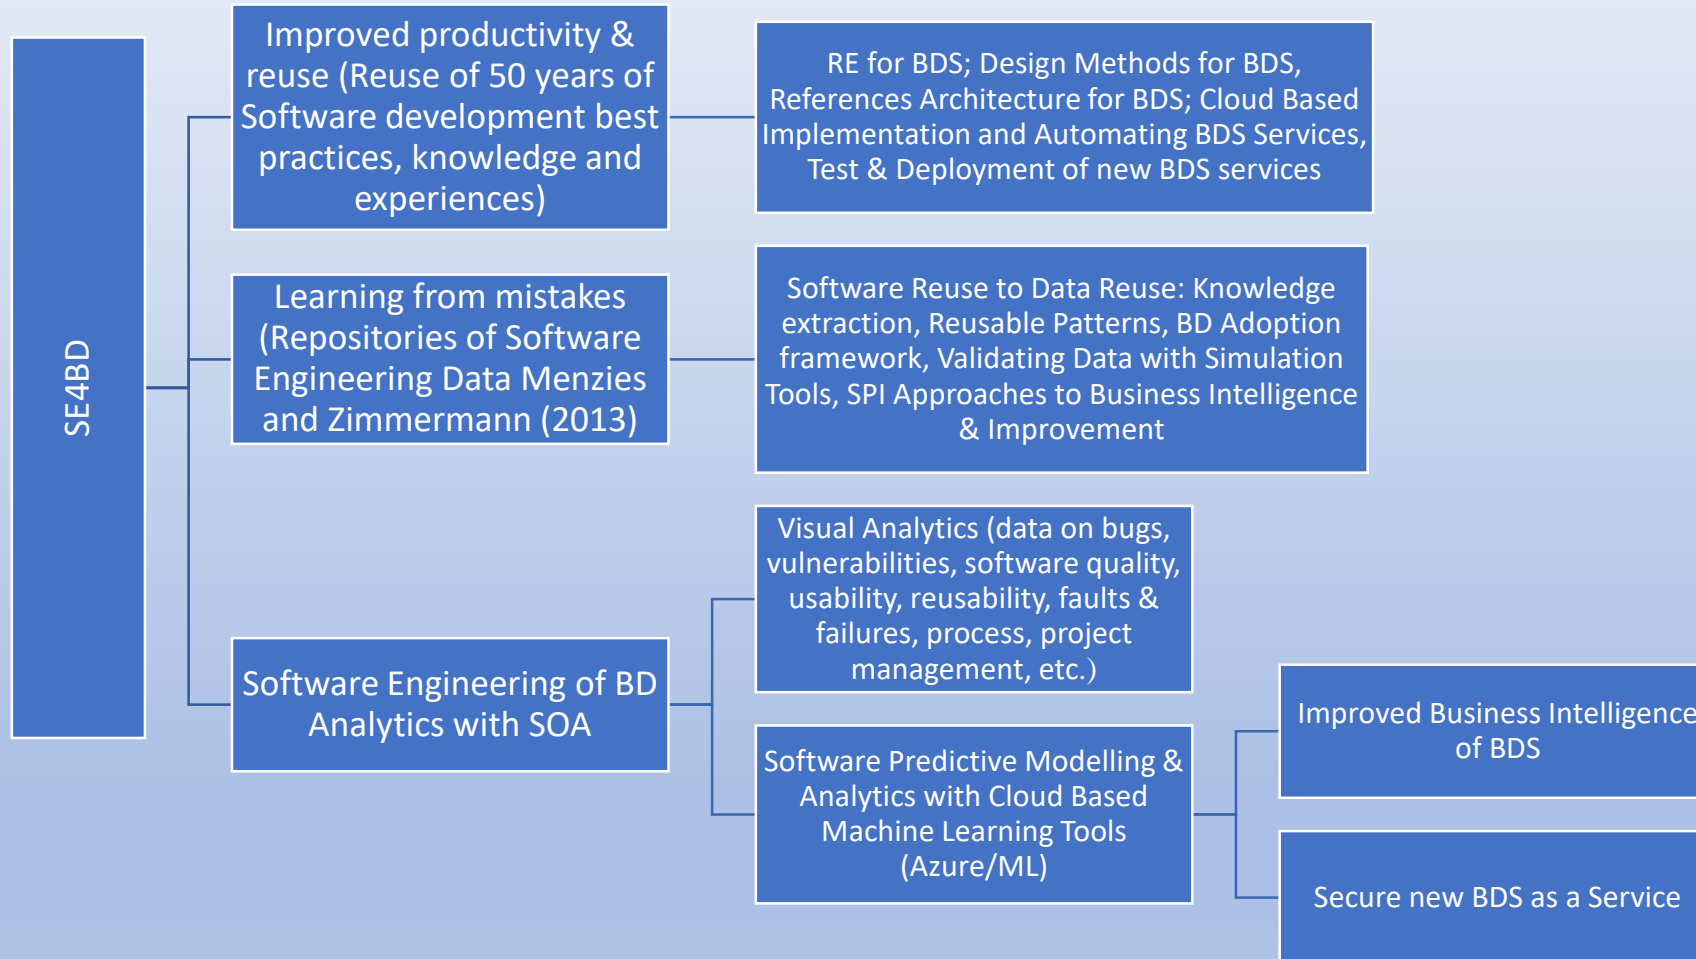 SE4BD
Improved productivity &
reuse (Reuse of 50 years of
Software development best
practices, knowledge and
experiences)
RE for BDS; Design Methods for BDS,
References Architecture for BDS; Cloud Based
Implementation and Automating BDS Services,
Test & Deployment of new BDS services
Learning from mistakes
(Repositories of Software
Engineering Data Menzies
and Zimmermann (2013)
Software Reuse to Data Reuse: Knowledge
extraction, Reusable Patterns, BD Adoption
framework, Validating Data with Simulation
Tools, SPI Approaches to Business Intelligence
& Improvement
Software Engineering of BD
Analytics with SOA
Visual Analytics (data on bugs,
vulnerabilities, software quality,
usability, reusability, faults &
failures, process, project
management, etc.)
Software Predictive Modelling &
Analytics with Cloud Based
Machine Learning Tools
(Azure/ML)
Improved Business Intelligence
of BDS
Secure new BDS as a Service